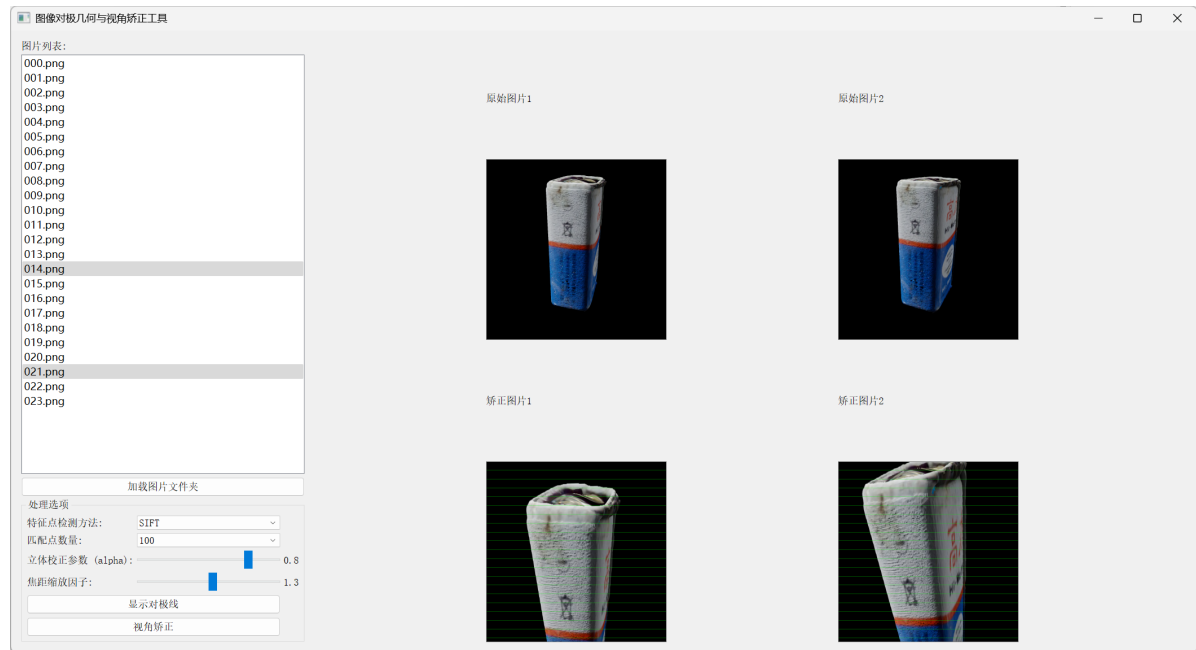 图像对极几何与视角矫正工具
图片列表:
000.png
001.png
002.png
003.png
004.png
005.png
006.png
007.png
008.png
009.png
010.png
011.png
012.png
013.png
014.png
015.png
016.png
017.png
018.png
019.png
020.png
021.png
022.png
023.png
加载图片文件夹
处理选项
特征点检测方法: SIFT
匹配点数量: 100
立体校正参数 (alpha): 0.8
焦距缩放因子: 1.3
显示对极线
视角矫正
原始图片1
原始图片2
矫正图片1
矫正图片2